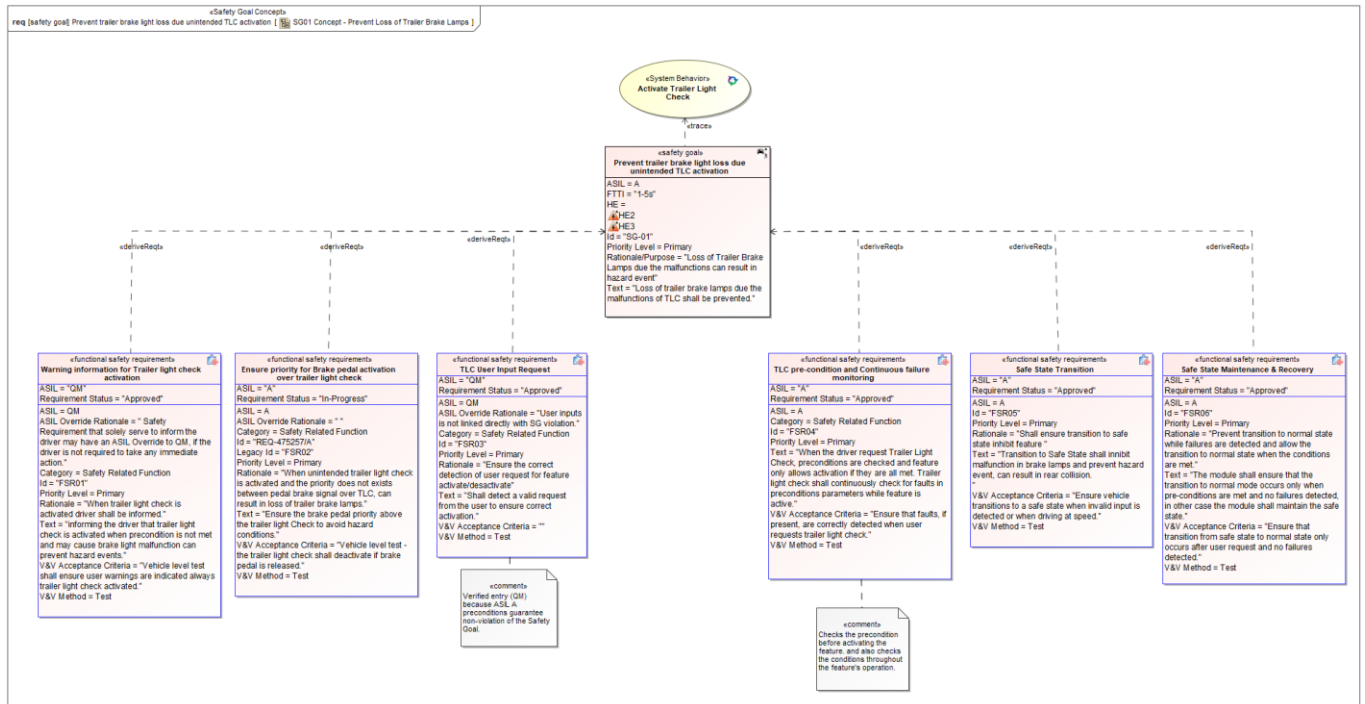 «Safety Goal Concept»
req [safety goal] Prevent trailer brake light loss due unintended TLC activation [ SG01 Concept - Prevent Loss of Trailer Brake Lamps ]
«System Behavior»
Activate Trailer Light
Check
«trace»
«safety goal»
Prevent trailer brake light loss due
unintended TLC activation
ASIL = A
FTTI = "1-5s"
HE =
HE2
HE3
Id = "SG-01"
Priority Level = Primary
Rationale/Purpose = "Loss of Trailer Brake
Lamps due the malfunctions can result in
hazard event"
Text = "Loss of trailer brake lamps due the
malfunctions of TLC shall be prevented."
«deriveReqt»
«deriveReqt»
«deriveReqt»
«deriveReqt»
«deriveReqt»
«deriveReqt»
«functional safety requirement»
Warning information for Trailer light check
activation
ASIL = "QM"
Requirement Status = "Approved"
ASIL = QM
ASIL Override Rationale = " Safety
Requirement that solely serve to inform the
driver may have an ASIL Override to QM, if the
driver is not required to take any immediate
action."
Category = Safety Related Function
Id = "FSR01"
Priority Level = Primary
Rationale = "When trailer light check is
activated driver shall be informed."
Text = "informing the driver that trailer light
check is activated when precondition is not met
and may cause brake light malfunction can
prevent hazard events."
V&V Acceptance Criteria = "Vehicle level test
shall ensure user warnings are indicated always
trailer light check activated."
V&V Method = Test
«functional safety requirement»
Ensure priority for Brake pedal activation
over trailer light check
ASIL = "A"
Requirement Status = "In-Progress"
ASIL = A
ASIL Override Rationale = " "
Category = Safety Related Function
Id = "REQ-475257/A"
Legacy Id = "FSR02"
Priority Level = Primary
Rationale = "When unintended trailer light check
is activated and the priority does not exists
between pedal brake signal over TLC, can
result in loss of trailer brake lamps."
Text = "Ensure the brake pedal priority above
the trailer light Check to avoid hazard
conditions."
V&V Acceptance Criteria = "Vehicle level test -
the trailer light check shall deactivate if brake
pedal is released."
V&V Method = Test
«functional safety requirement»
TLC User Input Request
ASIL = "QM"
Requirement Status = "Approved"
ASIL = QM
ASIL Override Rationale = "User inputs
is not linked directly with SG violation."
Category = Safety Related Function
Id = "FSR03"
Priority Level = Primary
Rationale = "Ensure the correct
detection of user request for feature
activate/desactivate"
Text = "Shall detect a valid request
from the user to ensure correct
activation."
V&V Acceptance Criteria = ""
V&V Method = Test
«comment»
Verified entry (QM)
because ASIL A
preconditions guarantee
non-violation of the Safety
Goal.
«functional safety requirement»
TLC pre-condition and Continuous failure
monitoring
ASIL = "A"
Requirement Status = "Approved"
ASIL = A
Category = Safety Related Function
Id = "FSR04"
Priority Level = Primary
Text = "When the driver request Trailer Light
Check, preconditions are checked and feature
only allows activation if they are all met. Trailer
light check shall continuously check for faults in
preconditions parameters while feature is
active."
V&V Acceptance Criteria = "Ensure that faults, if
present, are correctly detected when user
requests trailer light check."
V&V Method = Test
«comment»
Checks the precondition
before activating the
feature. and also checks
the conditions throughout
the feature's operation.
«functional safety requirement»
Safe State Transition
ASIL = "A"
Requirement Status = "Approved"
ASIL = A
Id = "FSR05"
Priority Level = Primary
Rationale = "Shall ensure transition to safe
state inhibit feature "
Text = "Transition to Safe State shall innibit
malfunction in brake lamps and prevent hazard
event, can result in rear collision.
"
V&V Acceptance Criteria = "Ensure vehicle
transitions to a safe state when invalid input is
detected or when driving at speed."
V&V Method = Test
«functional safety requirement»
Safe State Maintenance & Recovery
ASIL = "A"
Requirement Status = "Approved"
ASIL = A
Id = "FSR06"
Priority Level = Primary
Rationale = "Prevent transition to normal state
while failures are detected and allow the
transition to normal state when the conditions
are met."
Text = "The module shall ensure that the
transition to normal mode occurs only when
pre-conditions are met and no failures detected,
in other case the module shall maintain the safe
state."
V&V Acceptance Criteria = "Ensure that
transition from safe state to normal state only
occurs after user request and no failures
detected."
V&V Method = Test